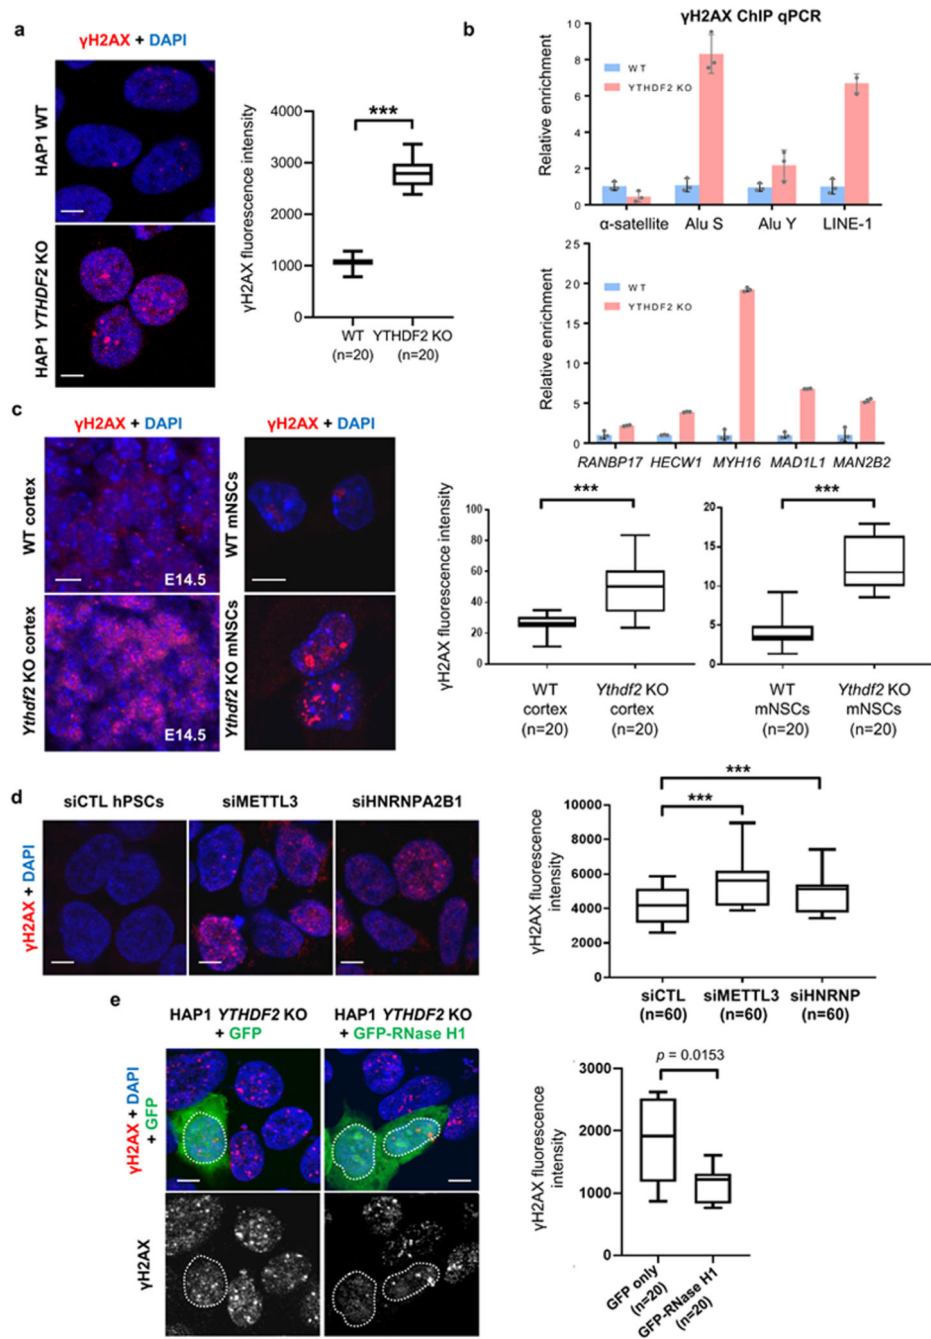 a
γH2AX + DAPI
HAP1 WT
HAP1 YTHDF2 KO
γH2AX fluorescence intensity
4000
3000
2000
1000
0
***
WT
(n=20)
YTHDF2 KO
(n=20)
b
γH2AX ChIP qPCR
Relative enrichment
10
8
6
4
2
0
WT
YTHDF2 KO
α-satellite
Alu S
Alu Y
LINE-1
Relative enrichment
25
20
15
10
5
0
WT
YTHDF2 KO
RANBP17
HECW1
MYH16
MAD1L1
MAN2B2
c
γH2AX + DAPI
γH2AX + DAPI
WT cortex
E14.5
WT mNSCs
Ythdf2 KO cortex
E14.5
Ythdf2 KO mNSCs
γH2AX fluorescence intensity
100
80
60
40
20
0
***
WT
cortex
(n=20)
Ythdf2 KO
cortex
(n=20)
20
15
10
5
0
***
WT
mNSCs
(n=20)
Ythdf2 KO
mNSCs
(n=20)
d
siCTL hPSCs
siMETTL3
siHNRNPA2B1
γH2AX + DAPI
γH2AX fluorescence
intensity
10000
8000
6000
4000
2000
0
***
***
siCTL
(n=60)
siMETTL3
(n=60)
siHNRNP
(n=60)
e
HAP1 YTHDF2 KO
+ GFP
HAP1 YTHDF2 KO
+ GFP-RNase H1
γH2AX + DAPI
+ GFP
γH2AX
γH2AX fluorescence
intensity
3000
2000
1000
0
p = 0.0153
GFP only
(n=20)
GFP-RNase H1
(n=20)